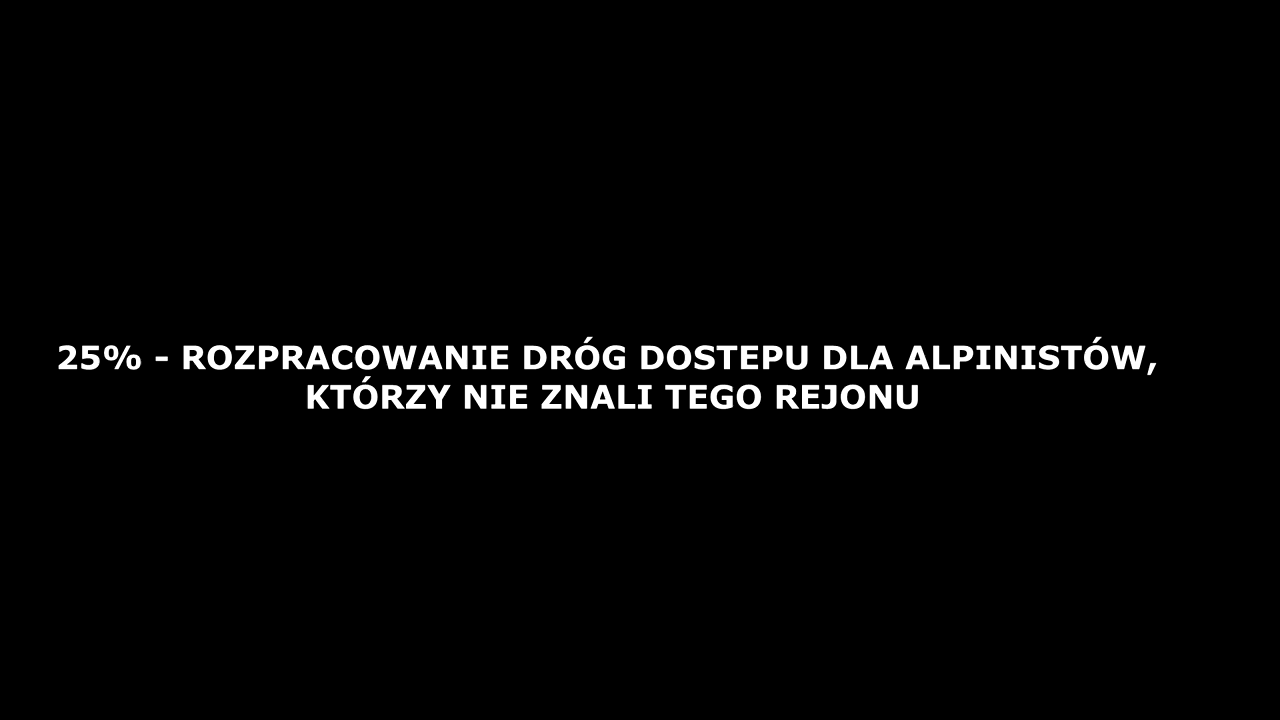 25% - ROZPRACOWANIE DRÓG DOSTEPU DLA ALPINISTÓW,
KTÓRZY NIE ZNALI TEGO REJONU